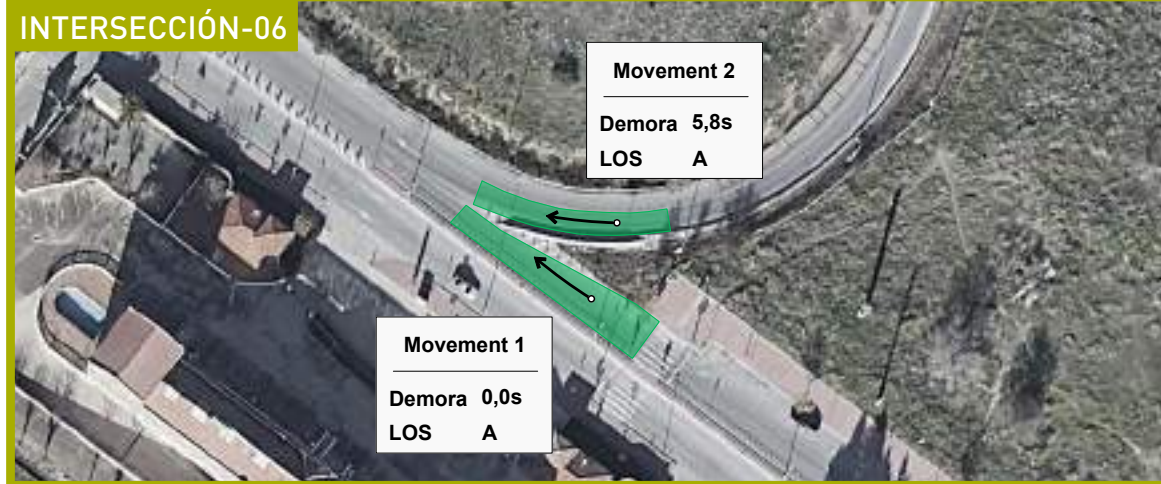 INTERSECCIÓN-06
Movement 2
Demora 5,8s
LOS A
Movement 1
Demora 0,0s
LOS A